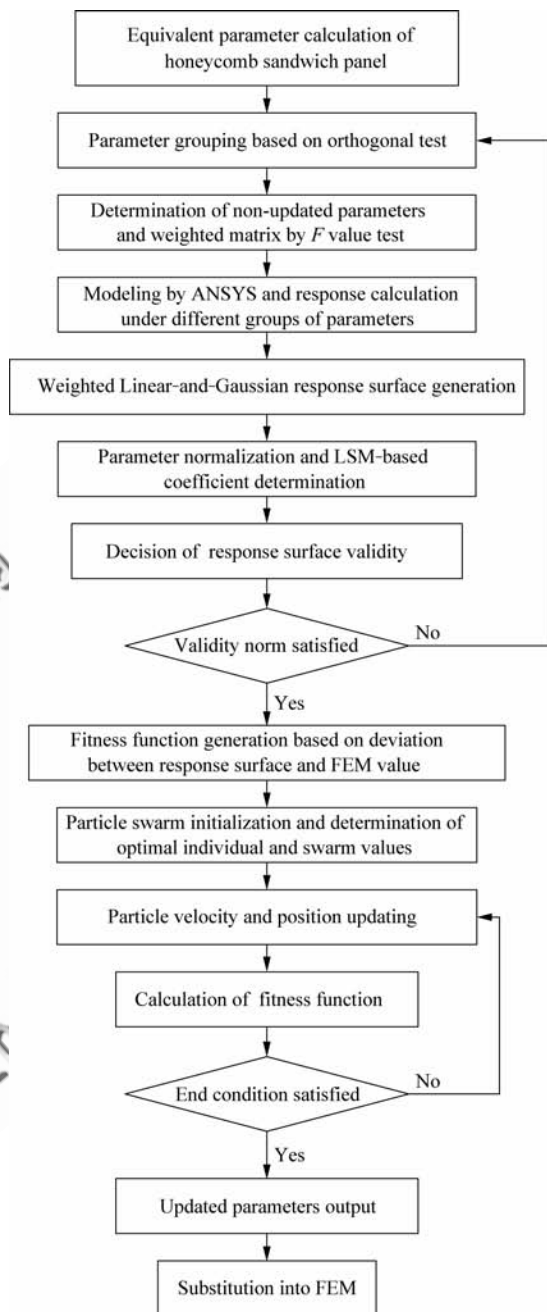 Equivalent parameter calculation of
honeycomb sandwich panel
Parameter grouping based on orthogonal test
Determination of non-updated parameters
and weighted matrix by F value test
Modeling by ANSYS and response calculation
under different groups of parameters
Weighted Linear-and-Gaussian response surface generation
Parameter normalization and LSM-based
coefficient determination
Decision of response surface validity
Validity norm satisfied
No
Yes
Fitness function generation based on deviation
between response surface and FEM value
Particle swarm initialization and determination of
optimal individual and swarm values
Particle velocity and position updating
Calculation of fitness function
End condition satisfied
No
Yes
Updated parameters output
Substitution into FEM